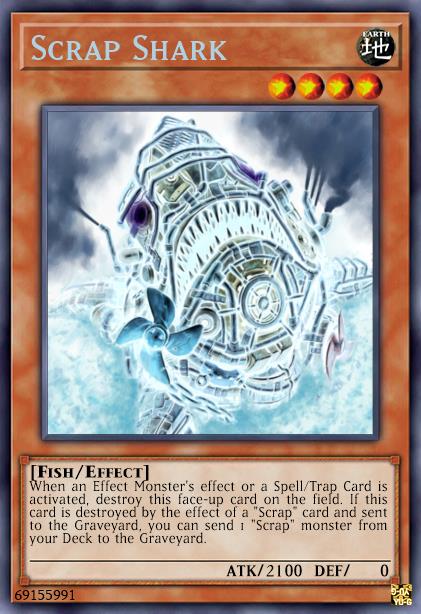 Scrap Shark
EARTH
地
[Fish/Effect]
When an Effect Monster's effect or a Spell/Trap Card is
activated, destroy this face-up card on the field. If this
card is destroyed by the effect of a "Scrap" card and sent
to the Graveyard, you can send 1 "Scrap" monster from
your Deck to the Graveyard.
ATK/2100 DEF/ 0
69155991